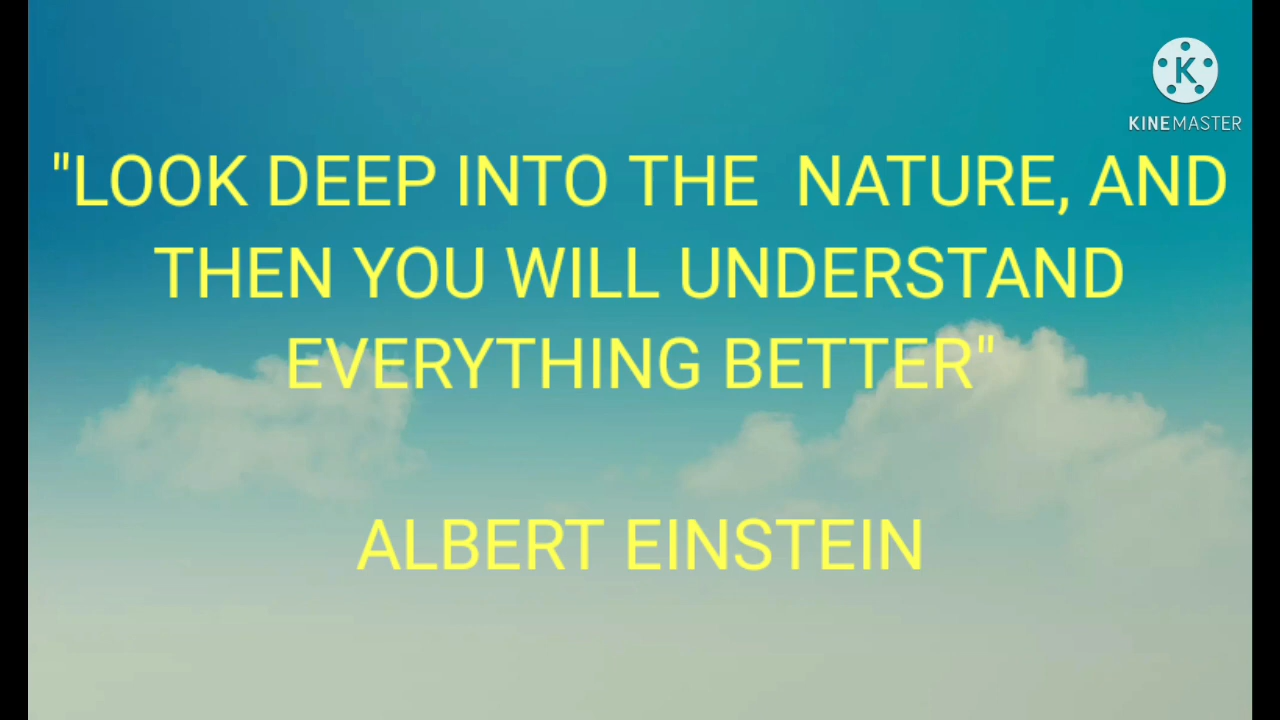 K
KINEMASTER
"LOOK DEEP INTO THE  NATURE, AND
THEN YOU WILL UNDERSTAND
EVERYTHING BETTER"
ALBERT EINSTEIN